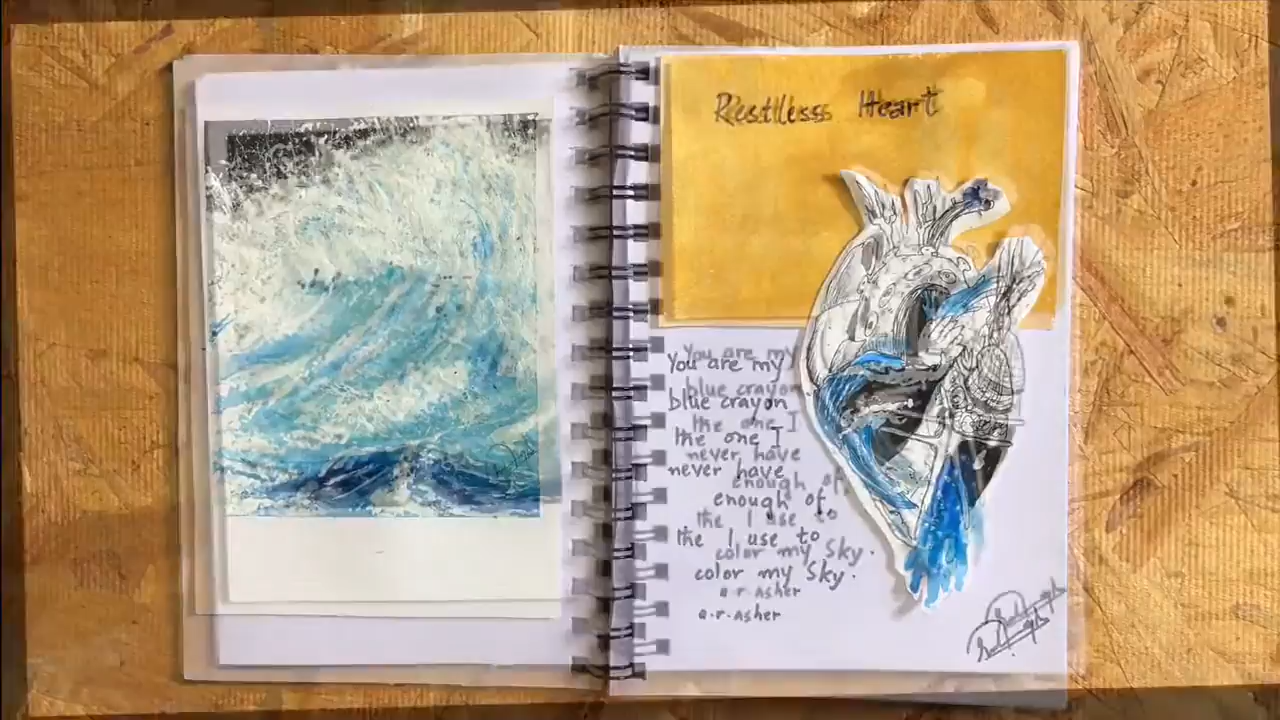 Restless Heart
You are my
blue crayon
the one I
never have
enough of
the I use to
color my Sky.
a.r.asher